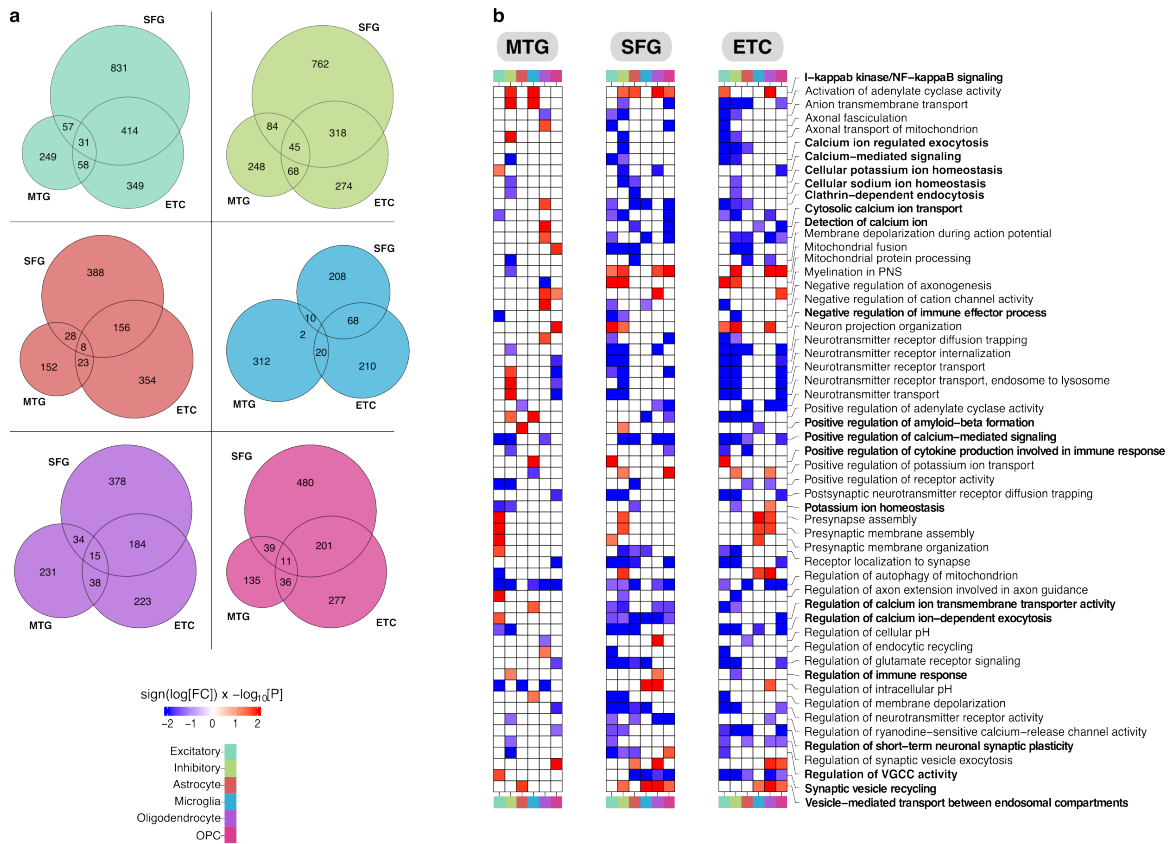 a
SFG
831
57
414
31
249
58
349
MTG
ETC
SFG
762
84
318
45
248
68
274
MTG
ETC
SFG
388
28
156
8
152
23
354
MTG
ETC
SFG
208
10
68
2
312
20
210
MTG
ETC
SFG
378
34
184
15
231
38
223
MTG
ETC
SFG
480
39
201
11
135
36
277
MTG
ETC
sign(log[FC]) x −log10[P]
−2 −1 0 1 2
Excitatory
Inhibitory
Astrocyte
Microglia
Oligodendrocyte
OPC
b
MTG SFG ETC
I−kappab kinase/NF−kappaB signaling
Activation of adenylate cyclase activity
Anion transmembrane transport
Axonal fasciculation
Axonal transport of mitochondrion
Calcium ion regulated exocytosis
Calcium−mediated signaling
Cellular potassium ion homeostasis
Cellular sodium ion homeostasis
Clathrin−dependent endocytosis
Cytosolic calcium ion transport
Detection of calcium ion
Membrane depolarization during action potential
Mitochondrial fusion
Mitochondrial protein processing
Myelination in PNS
Negative regulation of axonogenesis
Negative regulation of cation channel activity
Negative regulation of immune effector process
Neuron projection organization
Neurotransmitter receptor diffusion trapping
Neurotransmitter receptor internalization
Neurotransmitter receptor transport
Neurotransmitter receptor transport, endosome to lysosome
Neurotransmitter transport
Positive regulation of adenylate cyclase activity
Positive regulation of amyloid−beta formation
Positive regulation of calcium−mediated signaling
Positive regulation of cytokine production involved in immune response
Positive regulation of potassium ion transport
Positive regulation of receptor activity
Postsynaptic neurotransmitter receptor diffusion trapping
Potassium ion homeostasis
Presynapse assembly
Presynaptic membrane assembly
Presynaptic membrane organization
Receptor localization to synapse
Regulation of autophagy of mitochondrion
Regulation of axon extension involved in axon guidance
Regulation of calcium ion transmembrane transporter activity
Regulation of calcium ion−dependent exocytosis
Regulation of cellular pH
Regulation of endocytic recycling
Regulation of glutamate receptor signaling
Regulation of immune response
Regulation of intracellular pH
Regulation of membrane depolarization
Regulation of neurotransmitter receptor activity
Regulation of ryanodine−sensitive calcium−release channel activity
Regulation of short−term neuronal synaptic plasticity
Regulation of synaptic vesicle exocytosis
Regulation of VGCC activity
Synaptic vesicle recycling
Vesicle−mediated transport between endosomal compartments